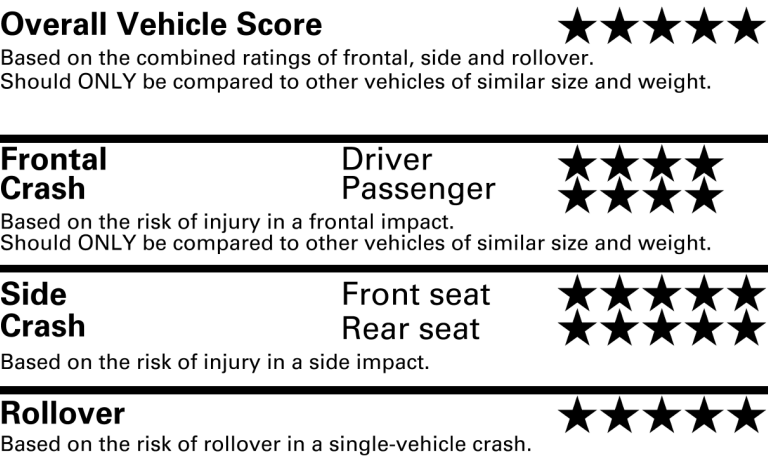 Overall Vehicle Score ★★★★★
Based on the combined ratings of frontal, side and rollover.
Should ONLY be compared to other vehicles of similar size and weight.
Frontal Driver ★★★★
Crash Passenger ★★★★
Based on the risk of injury in a frontal impact.
Should ONLY be compared to other vehicles of similar size and weight.
Side Front seat ★★★★★
Crash Rear seat ★★★★★
Based on the risk of injury in a side impact.
Rollover ★★★★★
Based on the risk of rollover in a single-vehicle crash.